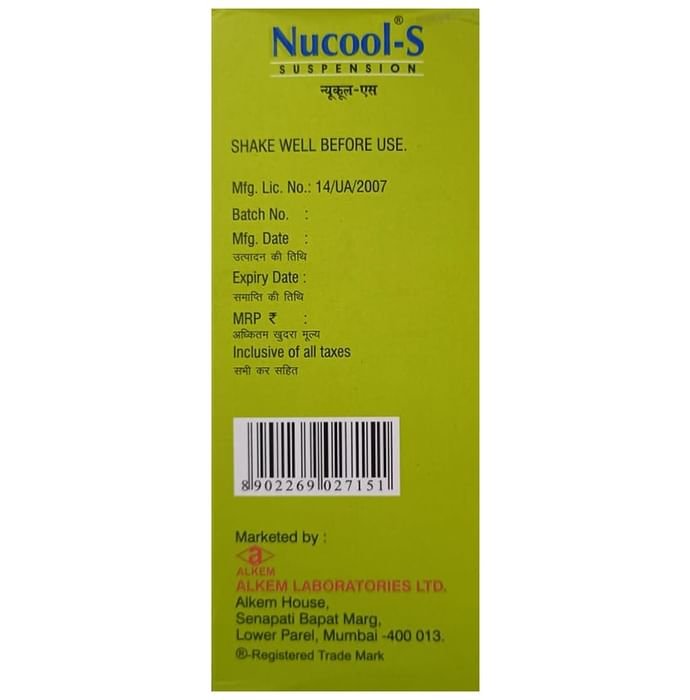 Nucool-S®
SUSPENSION
न्यूकूल-एस
SHAKE WELL BEFORE USE.
Mfg. Lic. No.: 14/UA/2007
Batch No. :
Mfg. Date :
उत्पादन की तिथि
Expiry Date :
समाप्ति की तिथि
MRP ₹ :
अधिकतम खुदरा मूल्य
Inclusive of all taxes
सभी कर सहित
8 902269 027151
Marketed by :
a
ALKEM
ALKEM LABORATORIES LTD.
Alkem House,
Senapati Bapat Marg,
Lower Parel, Mumbai -400 013.
®-Registered Trade Mark